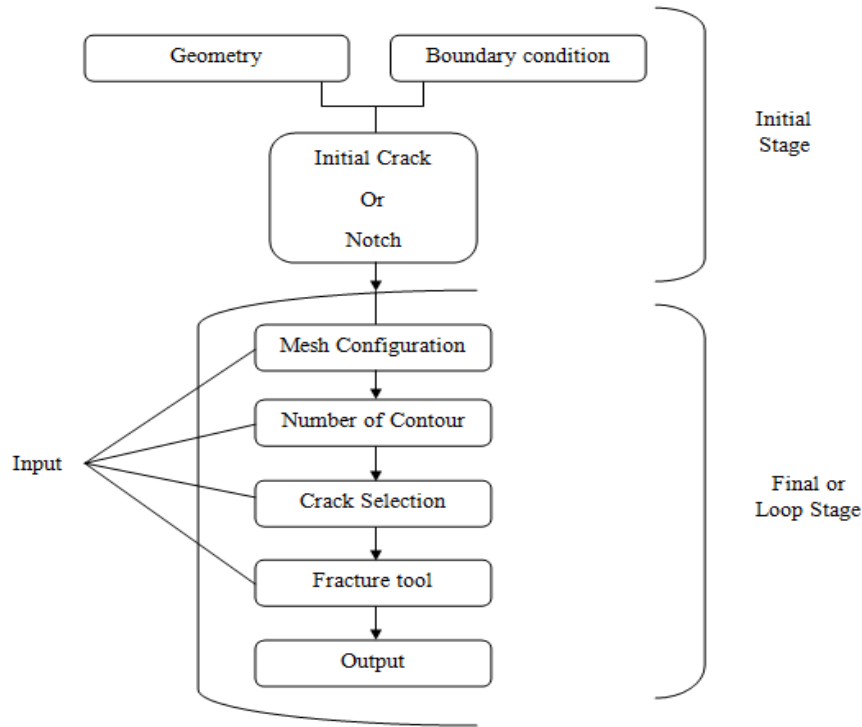 Geometry
Boundary condition
Initial
Stage
Initial Crack
Or
Notch
Mesh Configuration
Number of Contour
Input
Crack Selection
Final or
Loop Stage
Fracture tool
Output